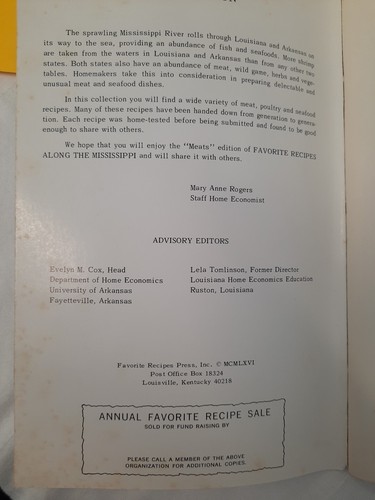 The sprawling Mississippi River rolls through Louisiana and Arkansas on
its way to the sea, providing an abundance of fish and seafoods. More shrimp
are taken from the waters in Louisiana and Arkansas than from any other two
states. Both states also have an abundance of meat, wild game, herbs and vege-
tables. Homemakers take this into consideration in preparing delectable and
unusual meat and seafood dishes.
In this collection you will find a wide variety of meat, poultry and seafood
recipes. Many of these recipes have been handed down from generation to genera-
tion. Each recipe was home-tested before being submitted and found to be good
enough to share with others.
We hope that you will enjoy the "Meats" edition of FAVORITE RECIPES
ALONG THE MISSISSIPPI and will share it with others.
Mary Anne Rogers
Staff Home Economist
ADVISORY EDITORS
Evelyn M. Cox, Head
Department of Home Economics
University of Arkansas
Fayetteville, Arkansas
Lela Tomlinson, Former Director
Louisiana Home Economics Education
Ruston, Louisiana
Favorite Recipes Press, Inc. © MCMLXVI
Post Office Box 18324
Louisville, Kentucky 40218
ANNUAL FAVORITE RECIPE SALE
SOLD FOR FUND RAISING BY
PLEASE CALL A MEMBER OF THE ABOVE
ORGANIZATION FOR ADDITIONAL COPIES.